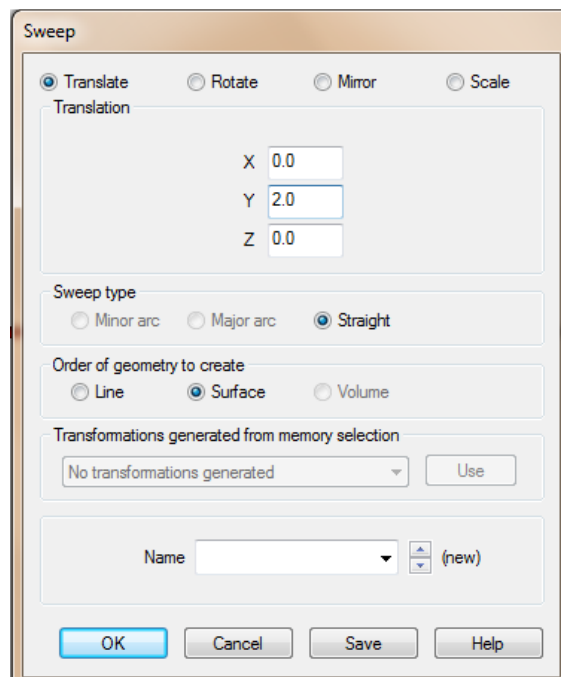 Sweep
Translate Rotate Mirror Scale
Translation
X 0.0
Y 2.0
Z 0.0
Sweep type
Minor arc Major arc Straight
Order of geometry to create
Line Surface Volume
Transformations generated from memory selection
No transformations generated Use
Name (new)
OK Cancel Save Help